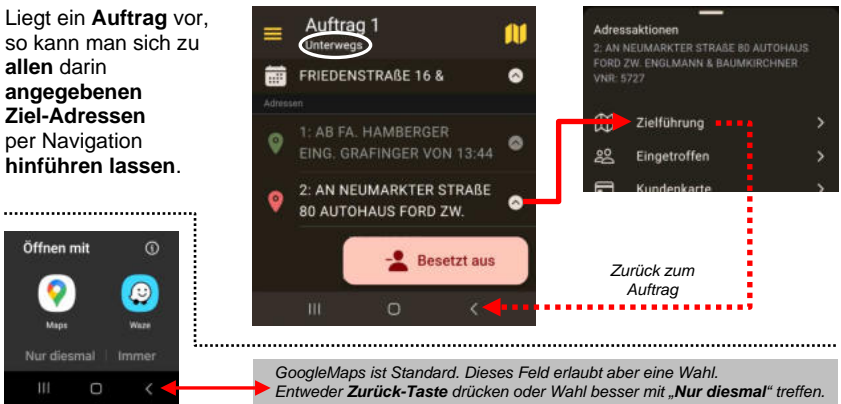 Liegt ein Auftrag vor,
so kann man sich zu
allen darin
angegebenen
Ziel-Adressen
per Navigation
hinführen lassen.
Auftrag 1
Unterwegs
FRIEDENSTRAßE 16 &
Adressen
1: AB FA. HAMBERGER
EING. GRAFINGER VON 13:44
2: AN NEUMARKTER STRAßE
80 AUTOHAUS FORD ZW.
Besetzt aus
Adressaktionen
2: AN NEUMARKTER STRAßE 80 AUTOHAUS
FORD ZW. ENGLMANN & BAUMKIRCHNER
VNR: 5727
Zielführung
Eingetroffen
Kundenkarte
Zurück zum
Auftrag
Öffnen mit
Maps
Waze
Nur diesmal
Immer
GoogleMaps ist Standard. Dieses Feld erlaubt aber eine Wahl.
Entweder Zurück-Taste drücken oder Wahl besser mit „Nur diesmal“ treffen.